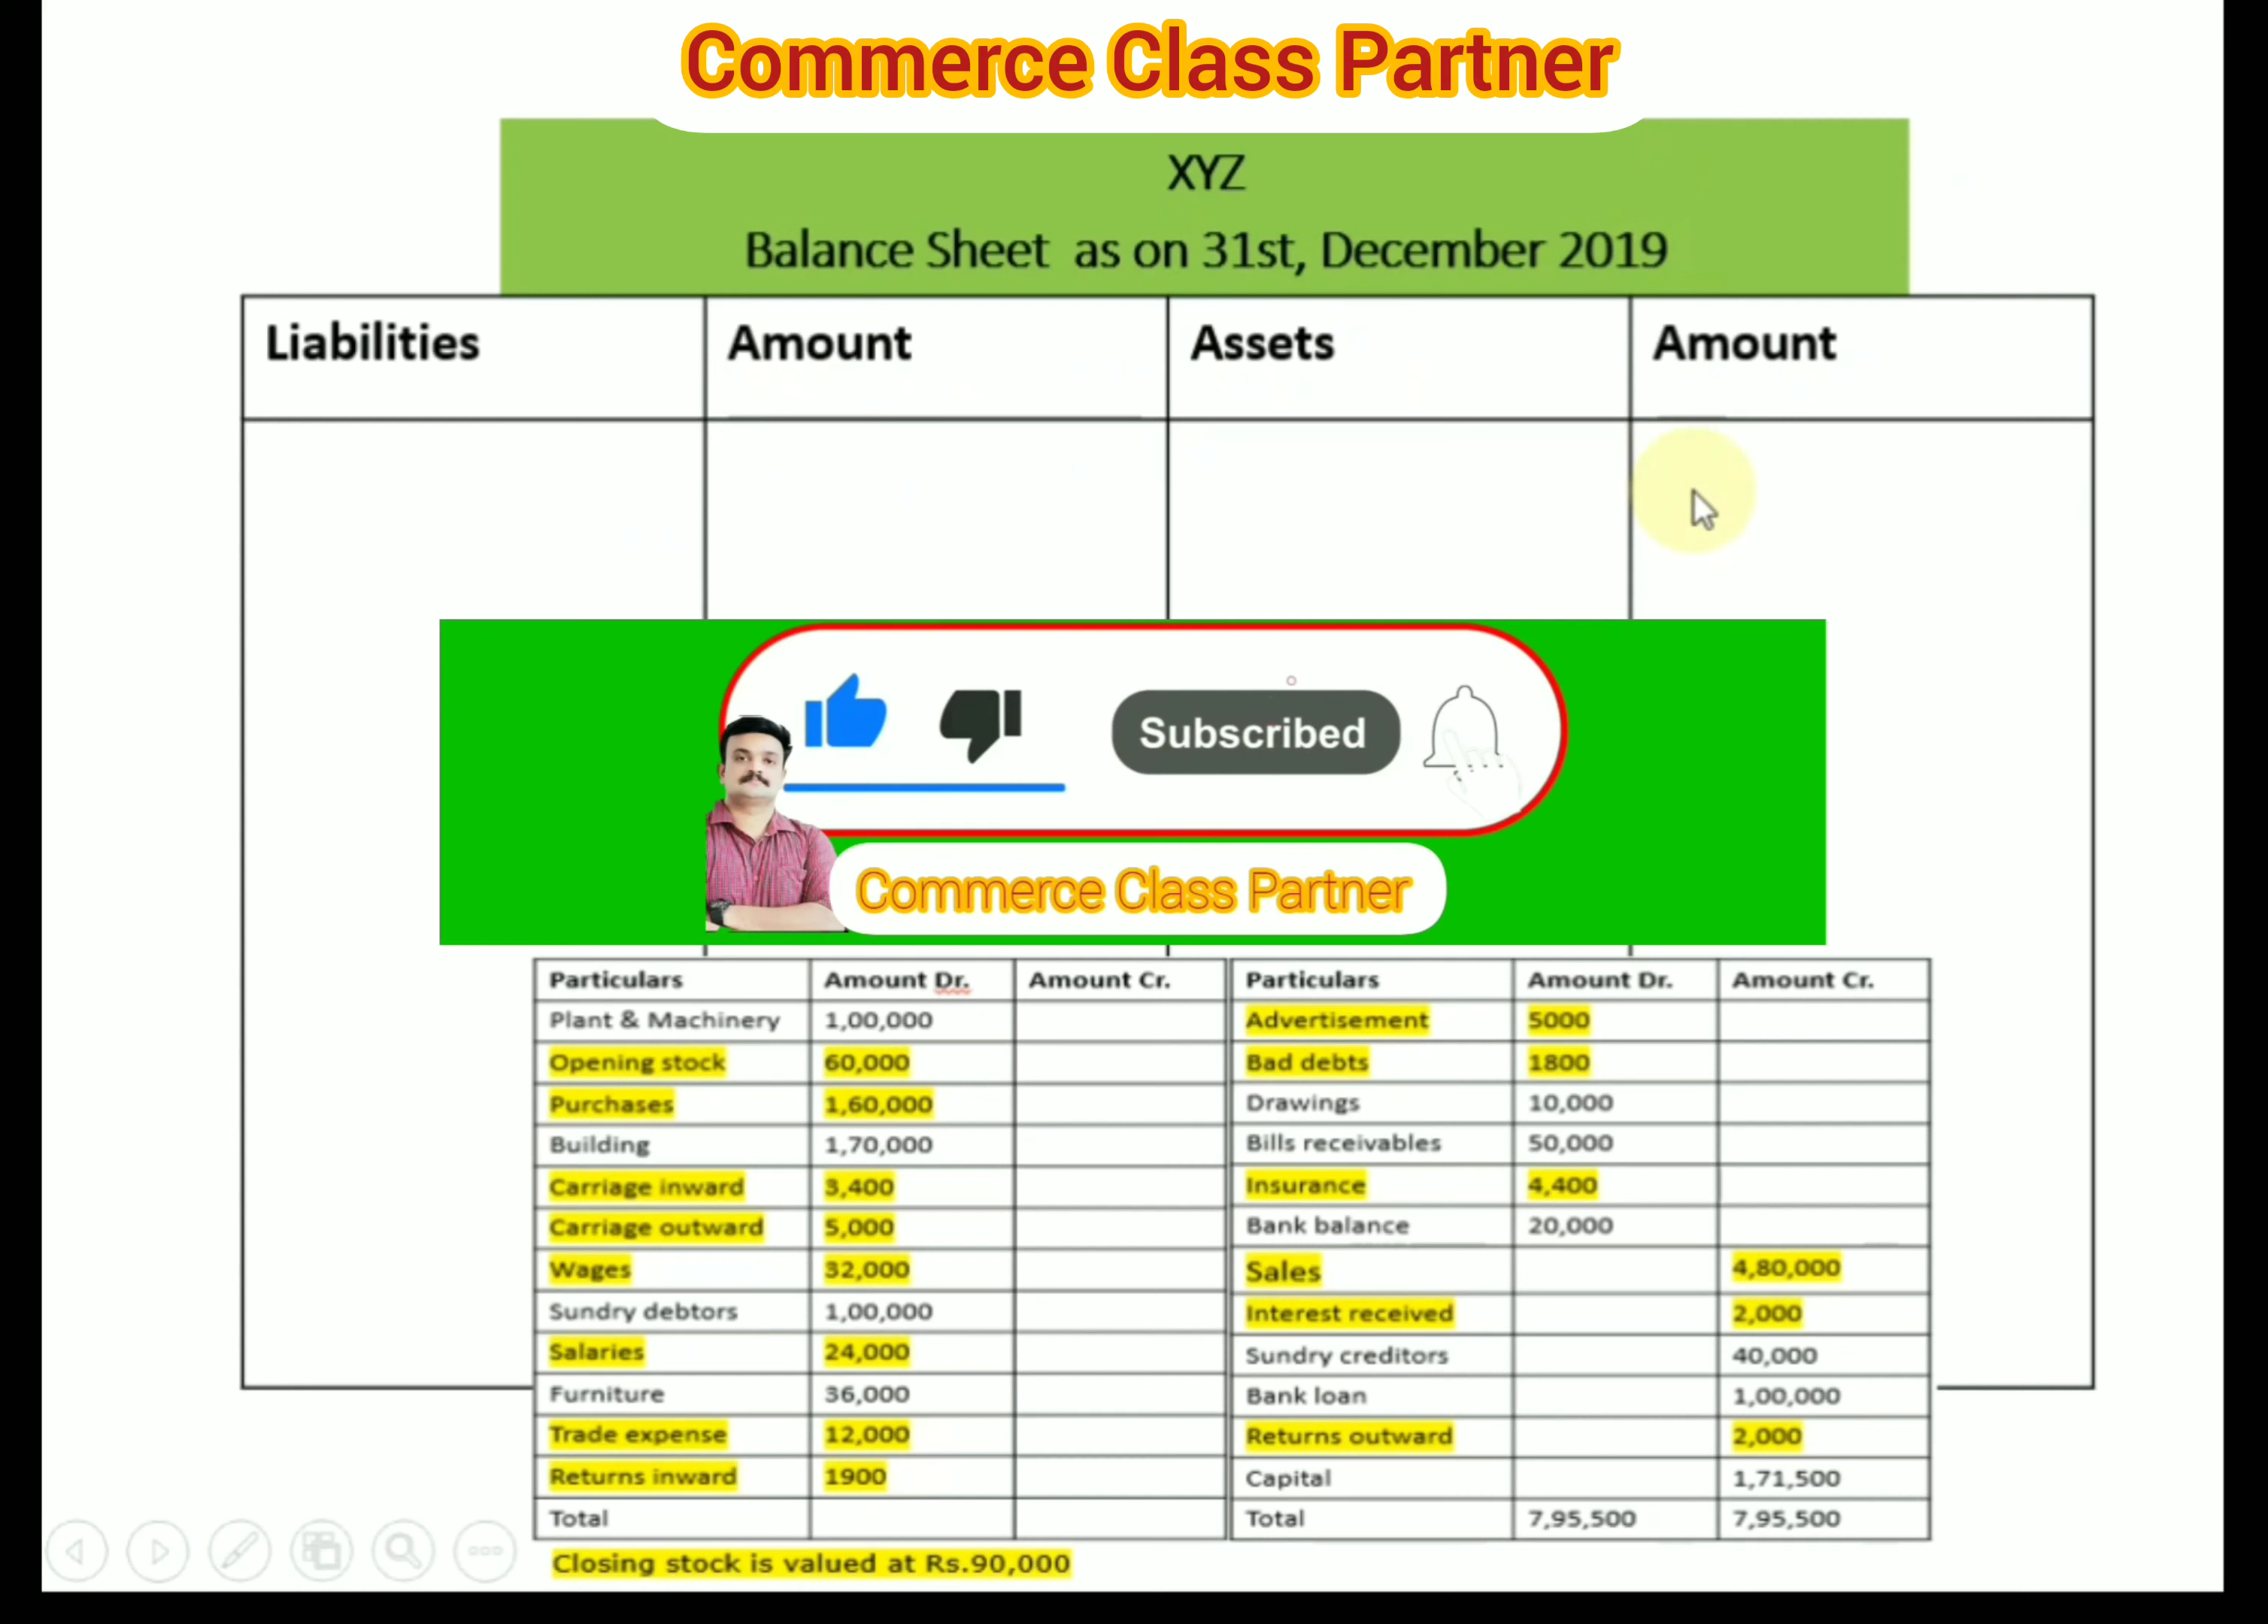 Commerce Class Partner
XYZ
Balance Sheet as on 31st, December 2019
Liabilities Amount Assets Amount
Subscribed
Commerce Class Partner
Particulars Amount Dr. Amount Cr.
Plant & Machinery 1,00,000
Opening stock 60,000
Purchases 1,60,000
Building 1,70,000
Carriage inward 3,400
Carriage outward 5,000
Wages 32,000
Sundry debtors 1,00,000
Salaries 24,000
Furniture 36,000
Trade expense 12,000
Returns inward 1900
Total
Particulars Amount Dr. Amount Cr.
Advertisement 5000
Bad debts 1800
Drawings 10,000
Bills receivables 50,000
Insurance 4,400
Bank balance 20,000
Sales 4,80,000
Interest received 2,000
Sundry creditors 40,000
Bank loan 1,00,000
Returns outward 2,000
Capital 1,71,500
Total 7,95,500 7,95,500
Closing stock is valued at Rs.90,000